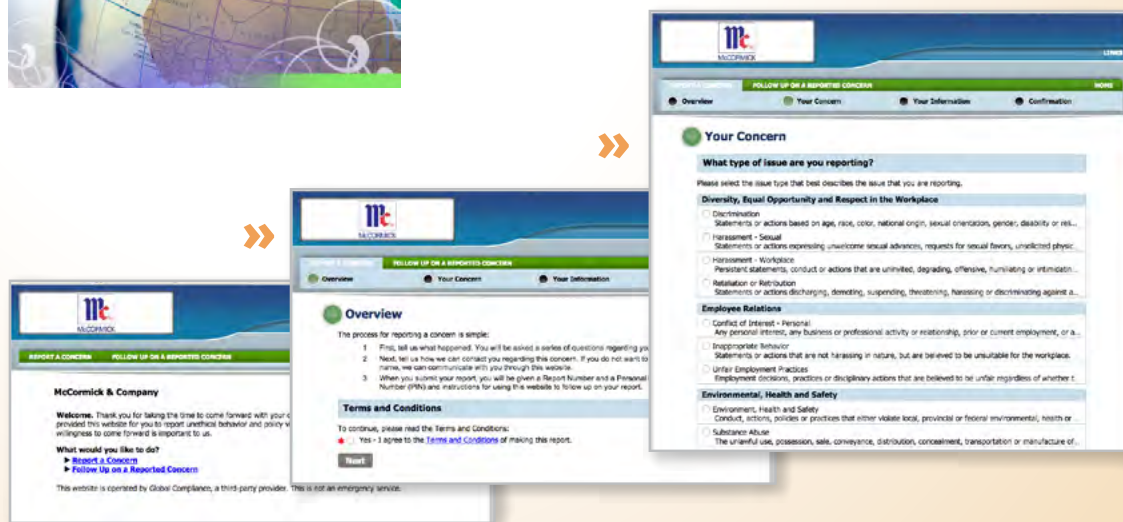 Mc
McCORMICK
REPORT A CONCERN FOLLOW UP ON A REPORTED CONCERN
McCormick & Company
Welcome. Thank you for taking the time to come forward with your c
provided this website for you to report unethical behavior and policy v
willingness to come forward is important to us.
What would you like to do?
Report a Concern
Follow Up on a Reported Concern
This website is operated by Global Compliance, a third-party provider. This is not an emergency service.
Mc
McCORMICK
REPORT A CONCERN FOLLOW UP ON A REPORTED CONCERN
Overview Your Concern Your Information
Overview
The process for reporting a concern is simple:
1 First, tell us what happened. You will be asked a series of questions regarding yo
2 Next, tell us how we can contact you regarding this concern. If you do not want to
name, we can communicate with you through this website.
3 When you submit your report, you will be given a Report Number and a Personal
Number (PIN) and instructions for using this website to follow up on your report.
Terms and Conditions
To continue, please read the Terms and Conditions:
Yes - I agree to the Terms and Conditions of making this report.
Next
Mc
McCORMICK
LINKS
REPORT A CONCERN FOLLOW UP ON A REPORTED CONCERN HOME
Overview Your Concern Your Information Confirmation
Your Concern
What type of issue are you reporting?
Please select the issue type that best describes the issue that you are reporting.
Diversity, Equal Opportunity and Respect in the Workplace
Discrimination
Statements or actions based on age, race, color, national origin, sexual orientation, gender, disability or rel...
Harassment - Sexual
Statements or actions expressing unwelcome sexual advances, requests for sexual favors, unsolicited physic...
Harassment - Workplace
Persistent statements, conduct or actions that are uninvited, degrading, offensive, humiliating or intimidatin...
Retaliation or Retribution
Statements or actions discharging, demoting, suspending, threatening, harassing or discriminating against a...
Employee Relations
Conflict of Interest - Personal
Any personal interest, any business or professional activity or relationship, prior or current employment, or a...
Inappropriate Behavior
Statements or actions that are not harassing in nature, but are believed to be unsuitable for the workplace.
Unfair Employment Practices
Employment decisions, practices or disciplinary actions that are believed to be unfair regardless of whether t...
Environmental, Health and Safety
Environment, Health and Safety
Conduct, actions, policies or practices that either violate local, provincial or federal environmental, health or ...
Substance Abuse
The unlawful use, possession, sale, conveyance, distribution, concealment, transportation or manufacture of...